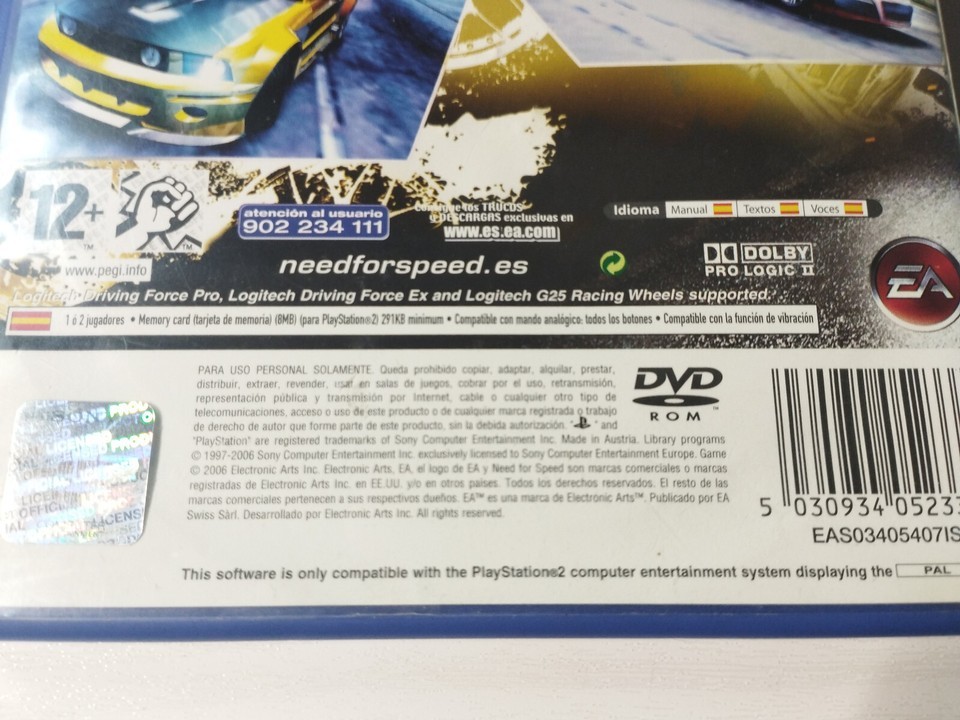 12+
™
™
www.pegi.info
atención al usuario
902 234 111
Consigue los TRUCOS
y DESCARGAS exclusivas en
www.es.ea.com
Idioma Manual Textos Voces
needforspeed.es
DOLBY
PRO LOGIC II
EA
Logitech Driving Force Pro, Logitech Driving Force Ex and Logitech G25 Racing Wheels supported.
1 ó 2 jugadores • Memory card (tarjeta de memoria) (8MB) (para PlayStation®2) 291KB minimum • Compatible con mando analógico: todos los botones • Compatible con la función de vibración
PARA USO PERSONAL SOLAMENTE. Queda prohibido copiar, adaptar, alquilar, prestar,
distribuir, extraer, revender, usar en salas de juegos, cobrar por el uso, retransmisión,
representación pública y transmisión por Internet, cable o cualquier otro tipo de
telecomunicaciones, acceso o uso de este producto o de cualquier marca registrada o trabajo
de derecho de autor que forme parte de este producto, sin la debida autorización. " " and
"PlayStation" are registered trademarks of Sony Computer Entertainment Inc. Made in Austria. Library programs
© 1997-2006 Sony Computer Entertainment Inc. exclusively licensed to Sony Computer Entertainment Europe. Game
© 2006 Electronic Arts Inc. Electronic Arts, EA, el logo de EA y Need for Speed son marcas comerciales o marcas
registradas de Electronic Arts Inc. en EE.UU. y/o en otros países. Todos los derechos reservados. El resto de las
marcas comerciales pertenecen a sus respectivos dueños. EA™ es una marca de Electronic Arts™. Publicado por EA
Swiss Sàrl. Desarrollado por Electronic Arts Inc. All rights reserved.
DVD
ROM
™
5 030934 05233
EAS03405407IS
This software is only compatible with the PlayStation®2 computer entertainment system displaying the PAL